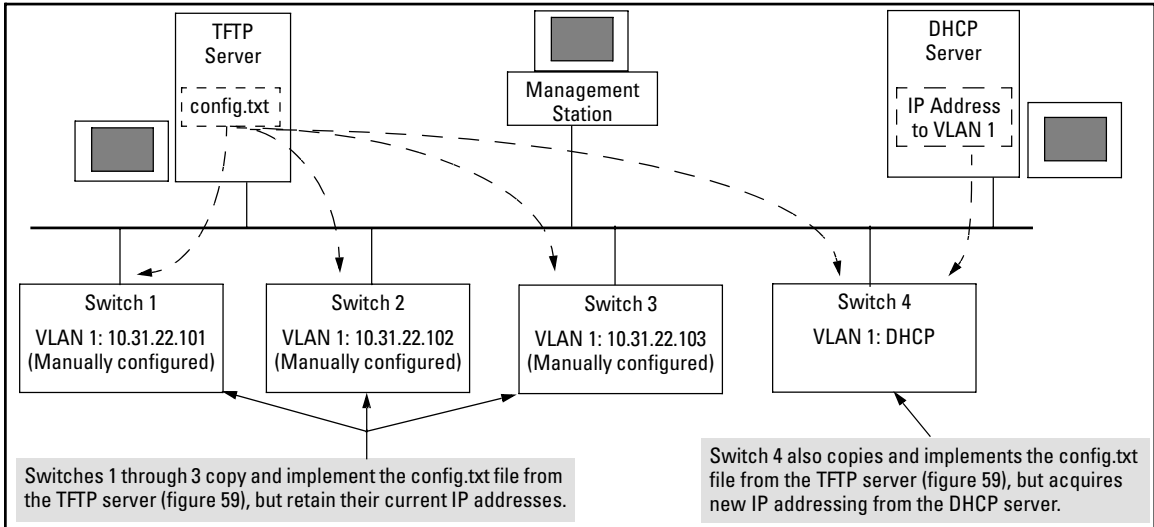 TFTP
Server
config.txt
Management
Station
DHCP
Server
IP Address
to VLAN 1
Switch 1
VLAN 1: 10.31.22.101
(Manually configured)
Switch 2
VLAN 1: 10.31.22.102
(Manually configured)
Switch 3
VLAN 1: 10.31.22.103
(Manually configured)
Switch 4
VLAN 1: DHCP
Switches 1 through 3 copy and implement the config.txt file from
the TFTP server (figure 59), but retain their current IP addresses.
Switch 4 also copies and implements the config.txt
file from the TFTP server (figure 59), but acquires
new IP addressing from the DHCP server.